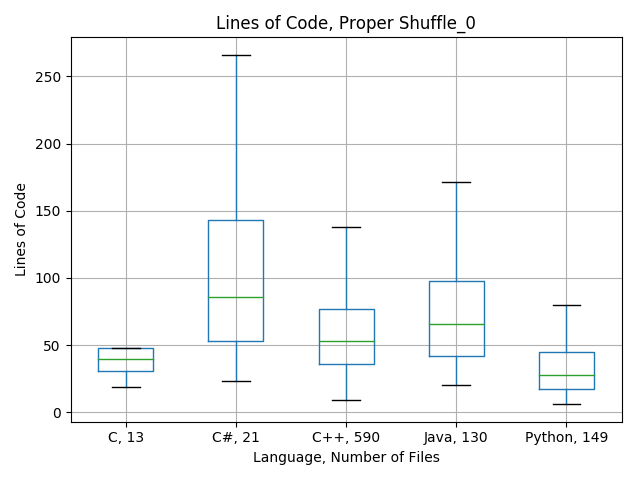 Lines of Code, Proper Shuffle_0
Lines of Code
250
200
150
100
50
0
C, 13
C#, 21
C++, 590
Java, 130
Python, 149
Language, Number of Files